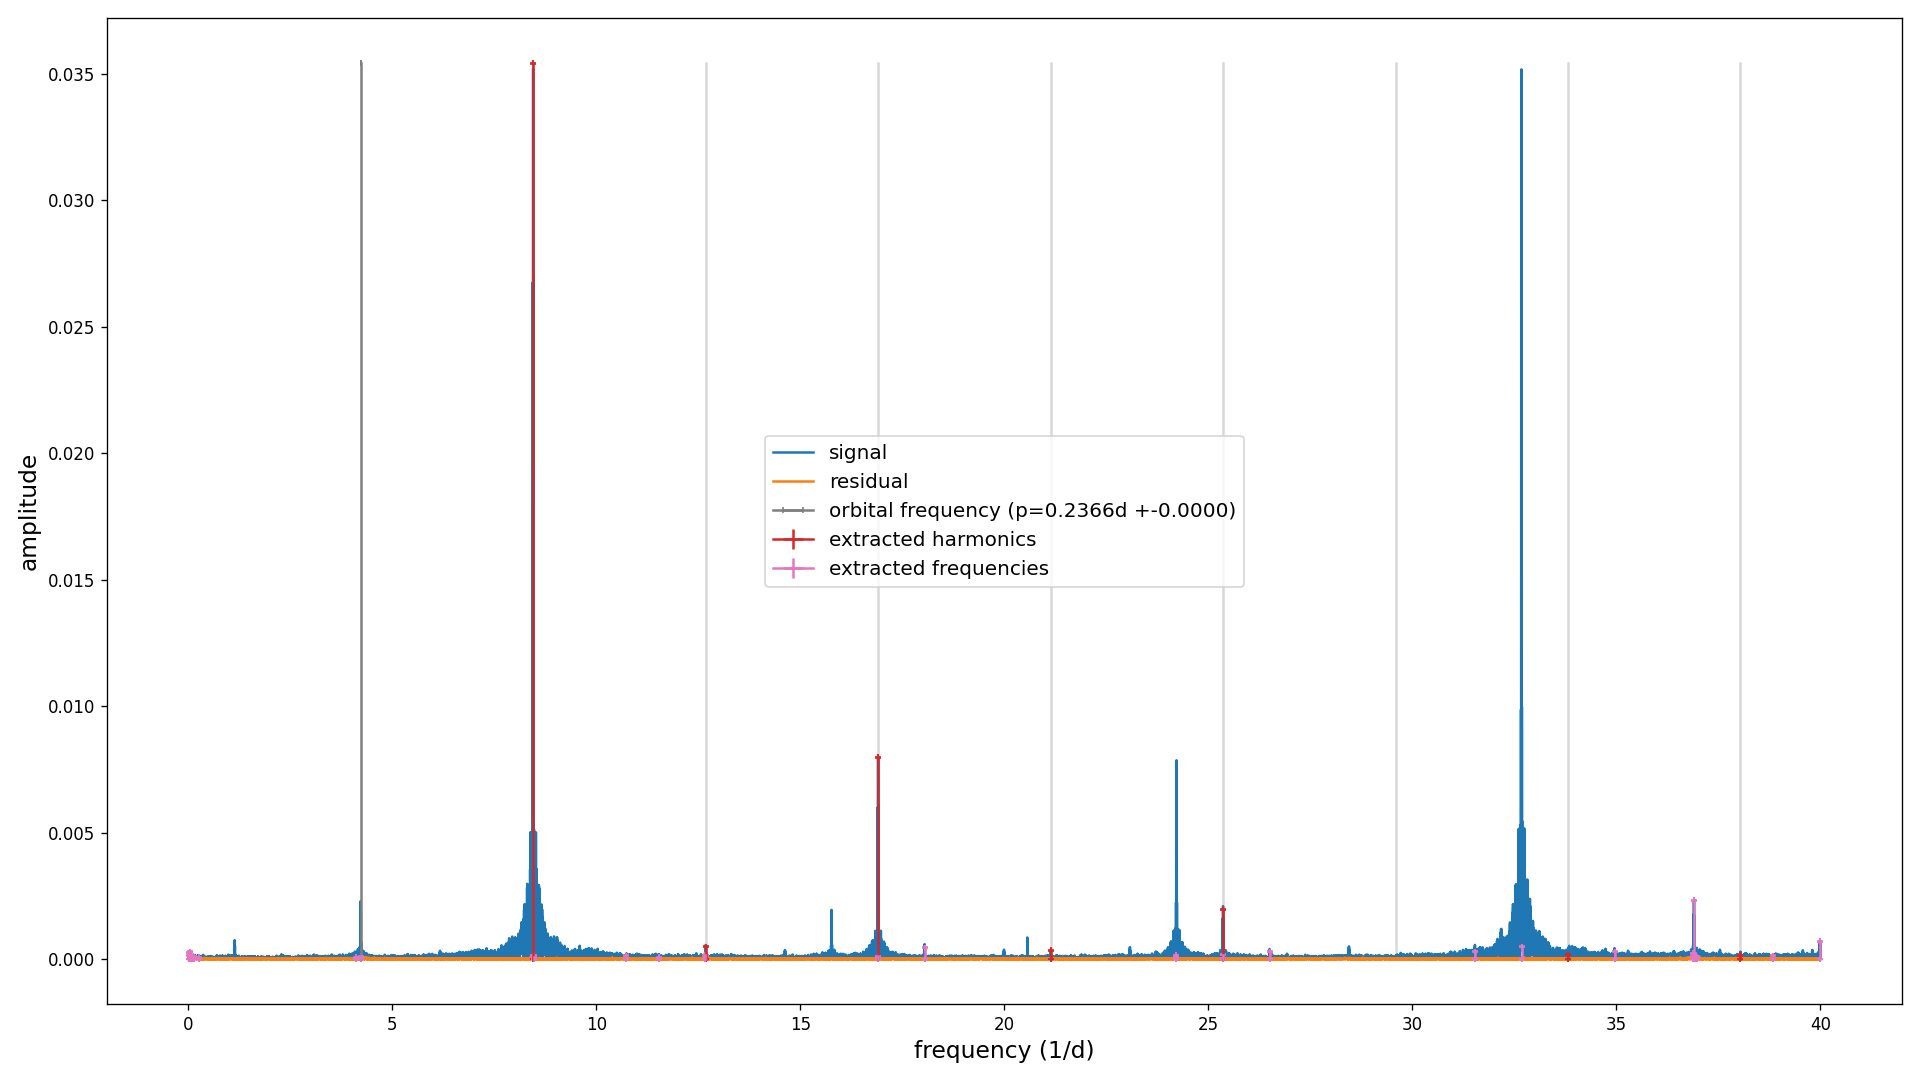 0.035
0.030
0.025
0.020
0.015
0.010
0.005
0.000
amplitude
signal
residual
orbital frequency (p=0.2366d +-0.0000)
extracted harmonics
extracted frequencies
0 5 10 15 20 25 30 35 40
frequency (1/d)